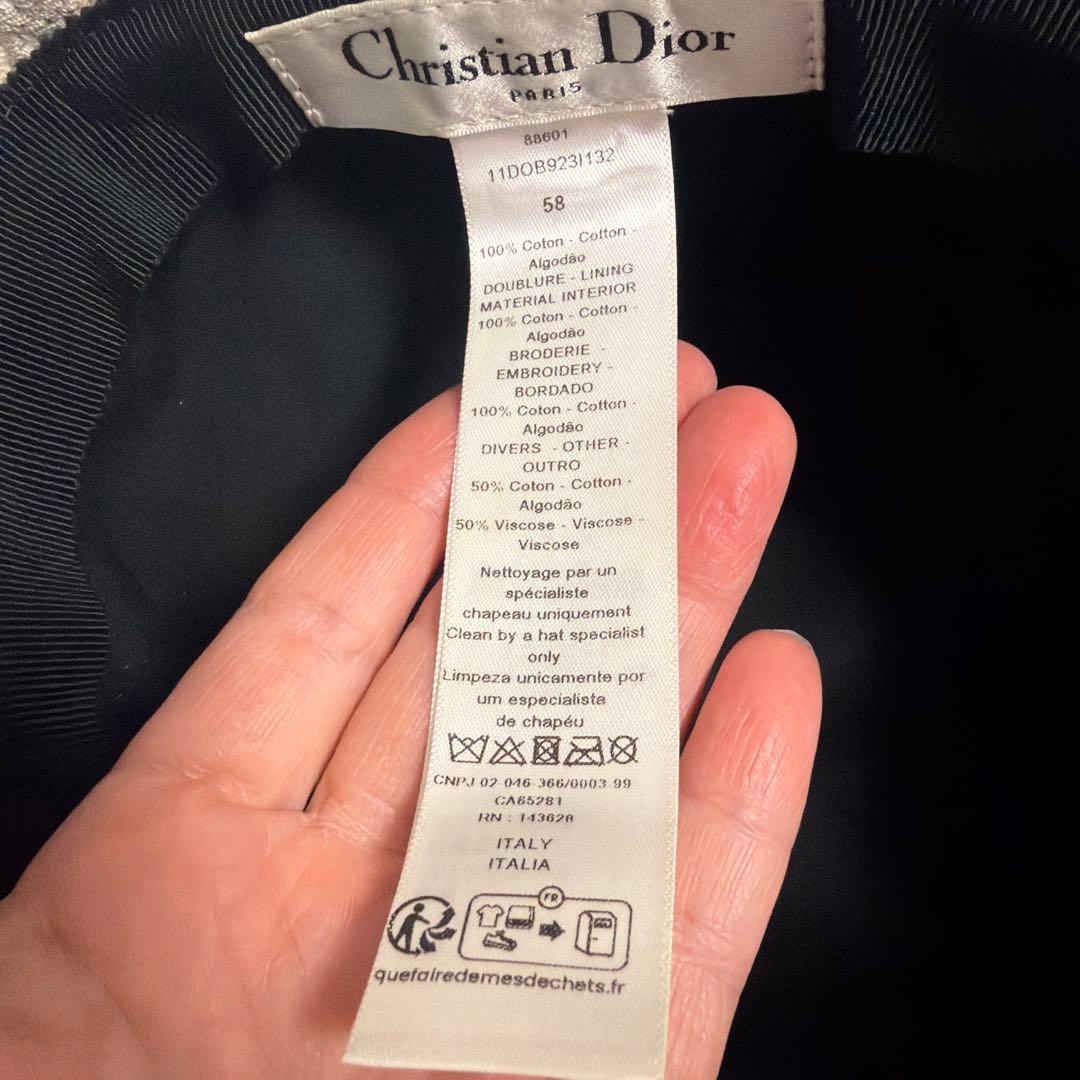 Christian Dior
PARIS
88601
11DOB923I132
58
100% Coton - Cotton -
Algodão
DOUBLURE - LINING
MATERIAL INTERIOR
100% Coton - Cotton -
Algodão
BRODERIE -
EMBROIDERY -
BORDADO
100% Coton - Cotton -
Algodão
DIVERS - OTHER -
OUTRO
50% Coton - Cotton -
Algodão
50% Viscose - Viscose -
Viscose
Nettoyage par un
spécialiste
chapeau uniquement
Clean by a hat specialist
only
Limpeza unicamente por
um especialista
de chapéu
CNPJ 02 046 366/0003 99
CA65281
RN : 143628
ITALY
ITALIA
FR
quefairedemesdechets.fr